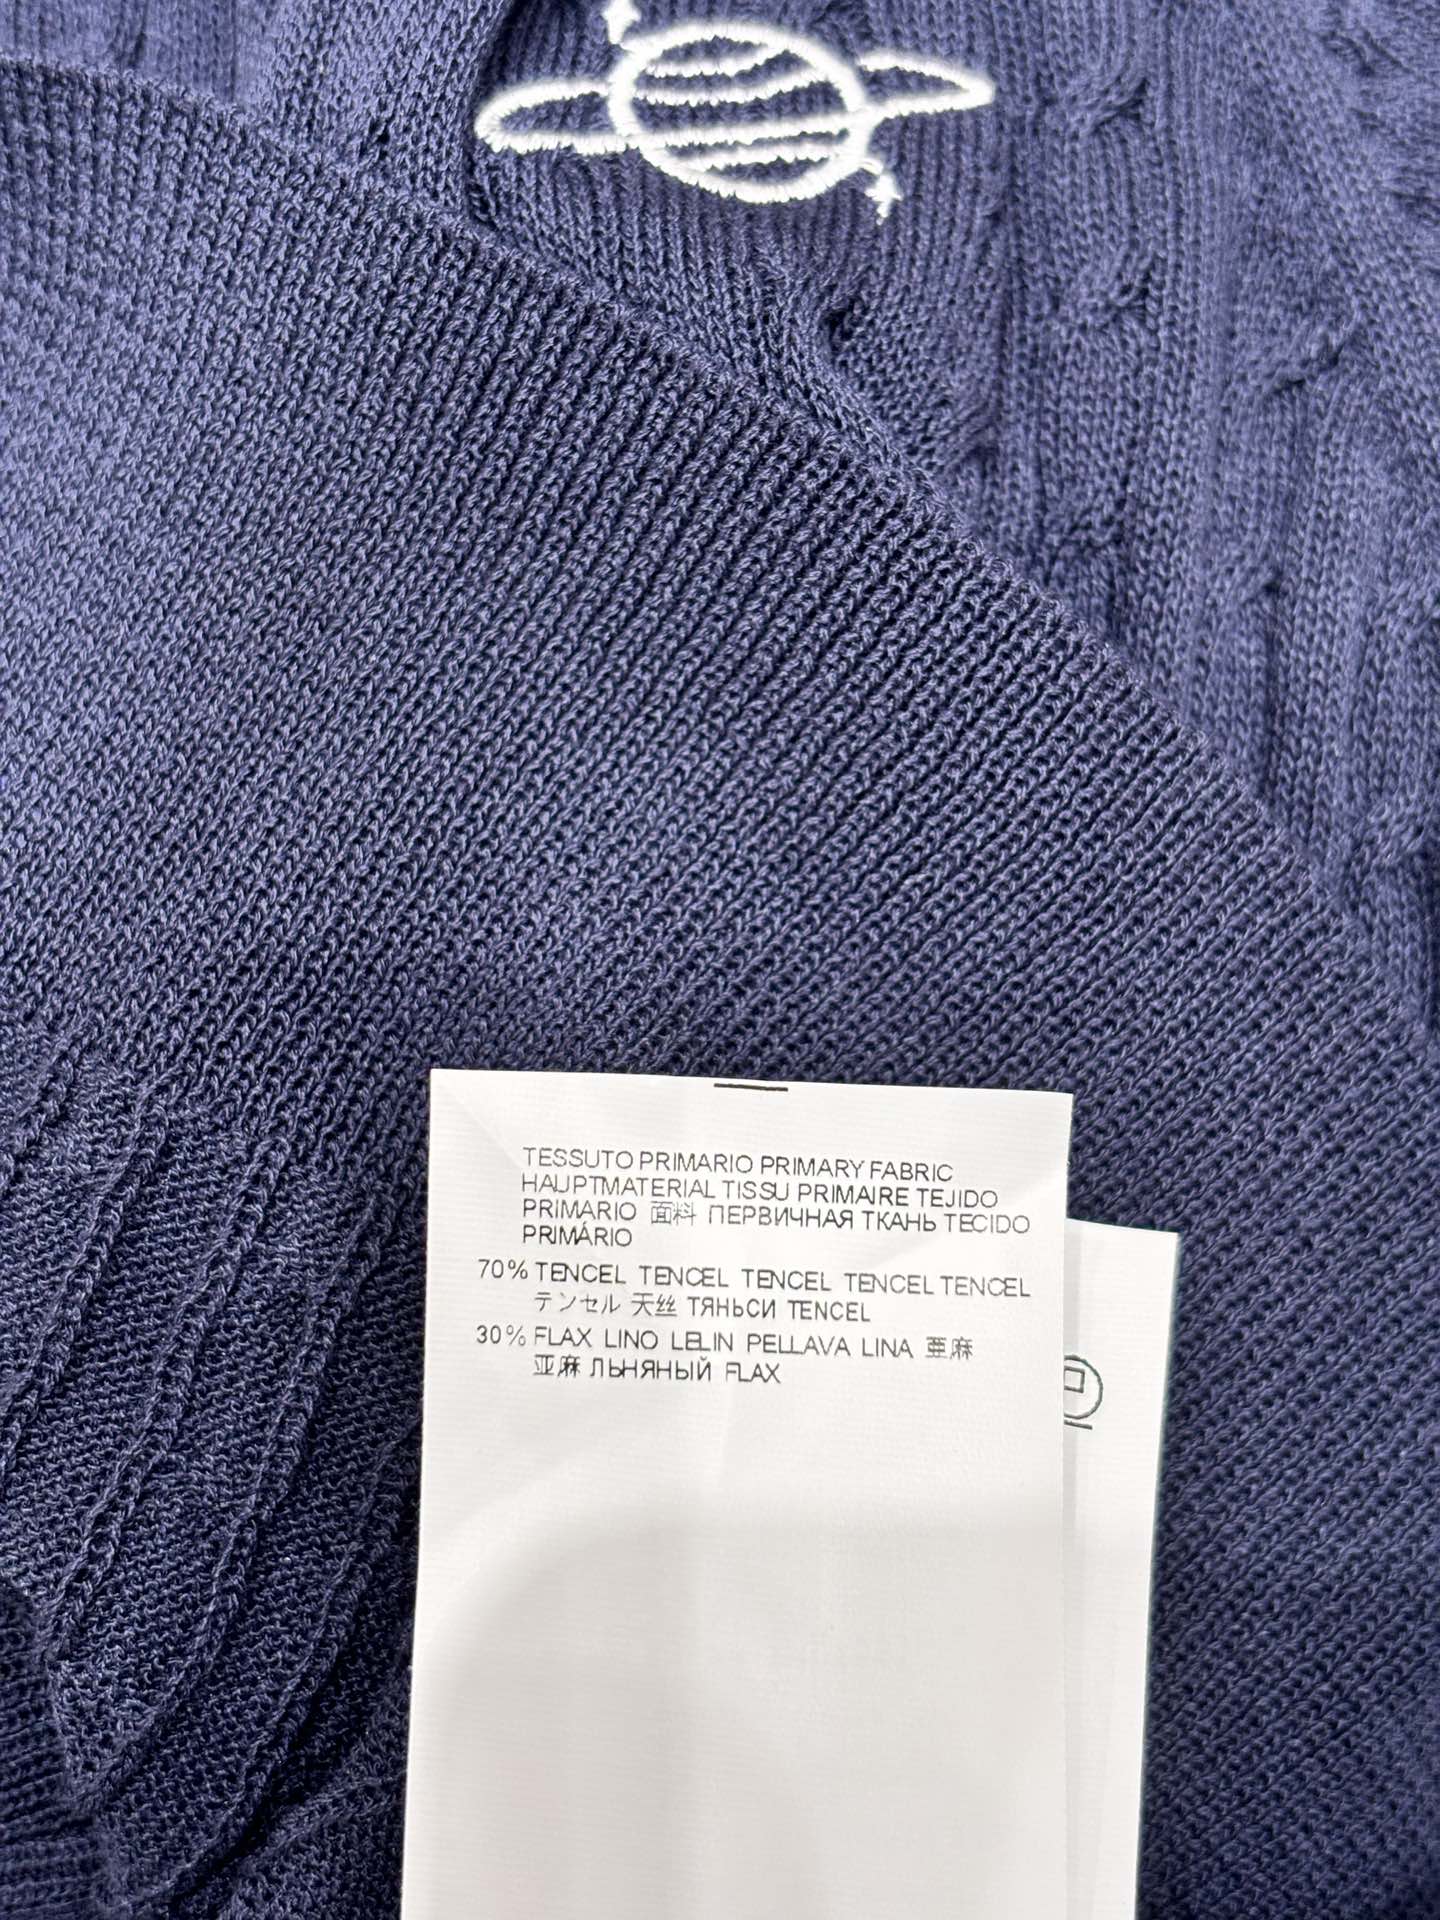 TESSUTO PRIMARIO PRIMARY FABRIC
HAUPTMATERIAL TISSU PRIMAIRE TEJIDO
PRIMARIO 面料 ПЕРВИЧНАЯ ТКАНЬ TECIDO
PRIMÁRIO
70% TENCEL TENCEL TENCEL TENCEL TENCEL
テンセル 天丝 ТЯНЬСИ TENCEL
30% FLAX LINO LELIN PELLAVA LINA 亜麻
亚麻 ЛЬНЯНЫЙ FLAX